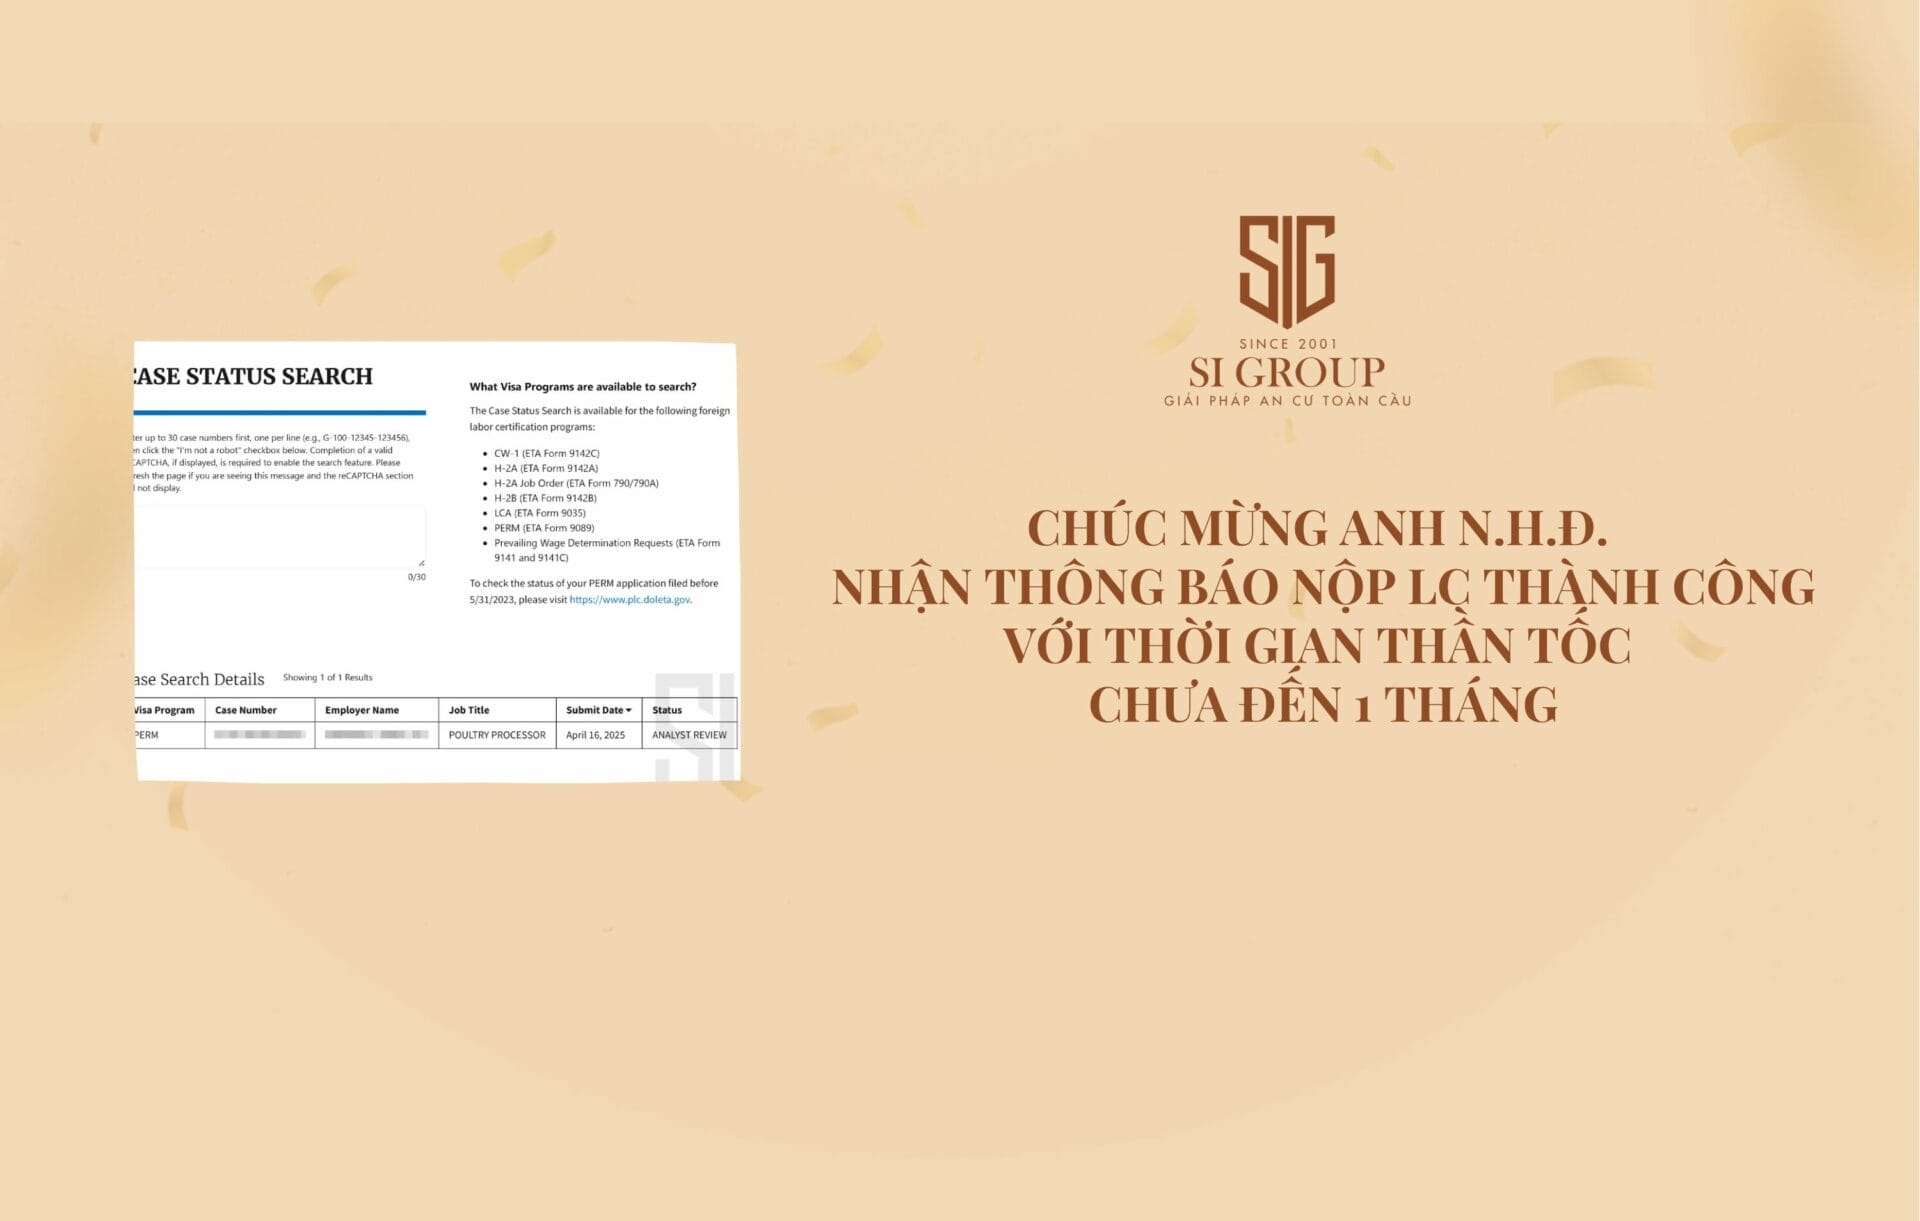 CASE STATUS SEARCH
ter up to 30 case numbers first, one per line (e.g., G-100-12345-123456),
n click the "I'm not a robot" checkbox below. Completion of a valid
CAPTCHA, if displayed, is required to enable the search feature. Please
resh the page if you are seeing this message and the reCAPTCHA section
not display.
0/30
What Visa Programs are available to search?
The Case Status Search is available for the following foreign
labor certification programs:
• CW-1 (ETA Form 9142C)
• H-2A (ETA Form 9142A)
• H-2A Job Order (ETA Form 790/790A)
• H-2B (ETA Form 9142B)
• LCA (ETA Form 9035)
• PERM (ETA Form 9089)
• Prevailing Wage Determination Requests (ETA Form
9141 and 9141C)
To check the status of your PERM application filed before
5/31/2023, please visit https://www.plc.doleta.gov.
ase Search Details Showing 1 of 1 Results
Visa Program Case Number Employer Name Job Title Submit Date Status
PERM POULTRY PROCESSOR April 16, 2025 ANALYST REVIEW
SIG
SINCE 2001
SI GROUP
GIẢI PHÁP AN CƯ TOÀN CẦU
CHÚC MỪNG ANH N.H.Đ.
NHẬN THÔNG BÁO NỘP LC THÀNH CÔNG
VỚI THỜI GIAN THẦN TỐC
CHƯA ĐẾN 1 THÁNG